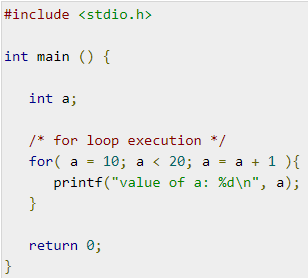 #include <stdio.h>
int main () {
int a;
/* for loop execution */
for( a = 10; a < 20; a = a + 1 ){
printf("value of a: %d\n", a);
}
return 0;
}